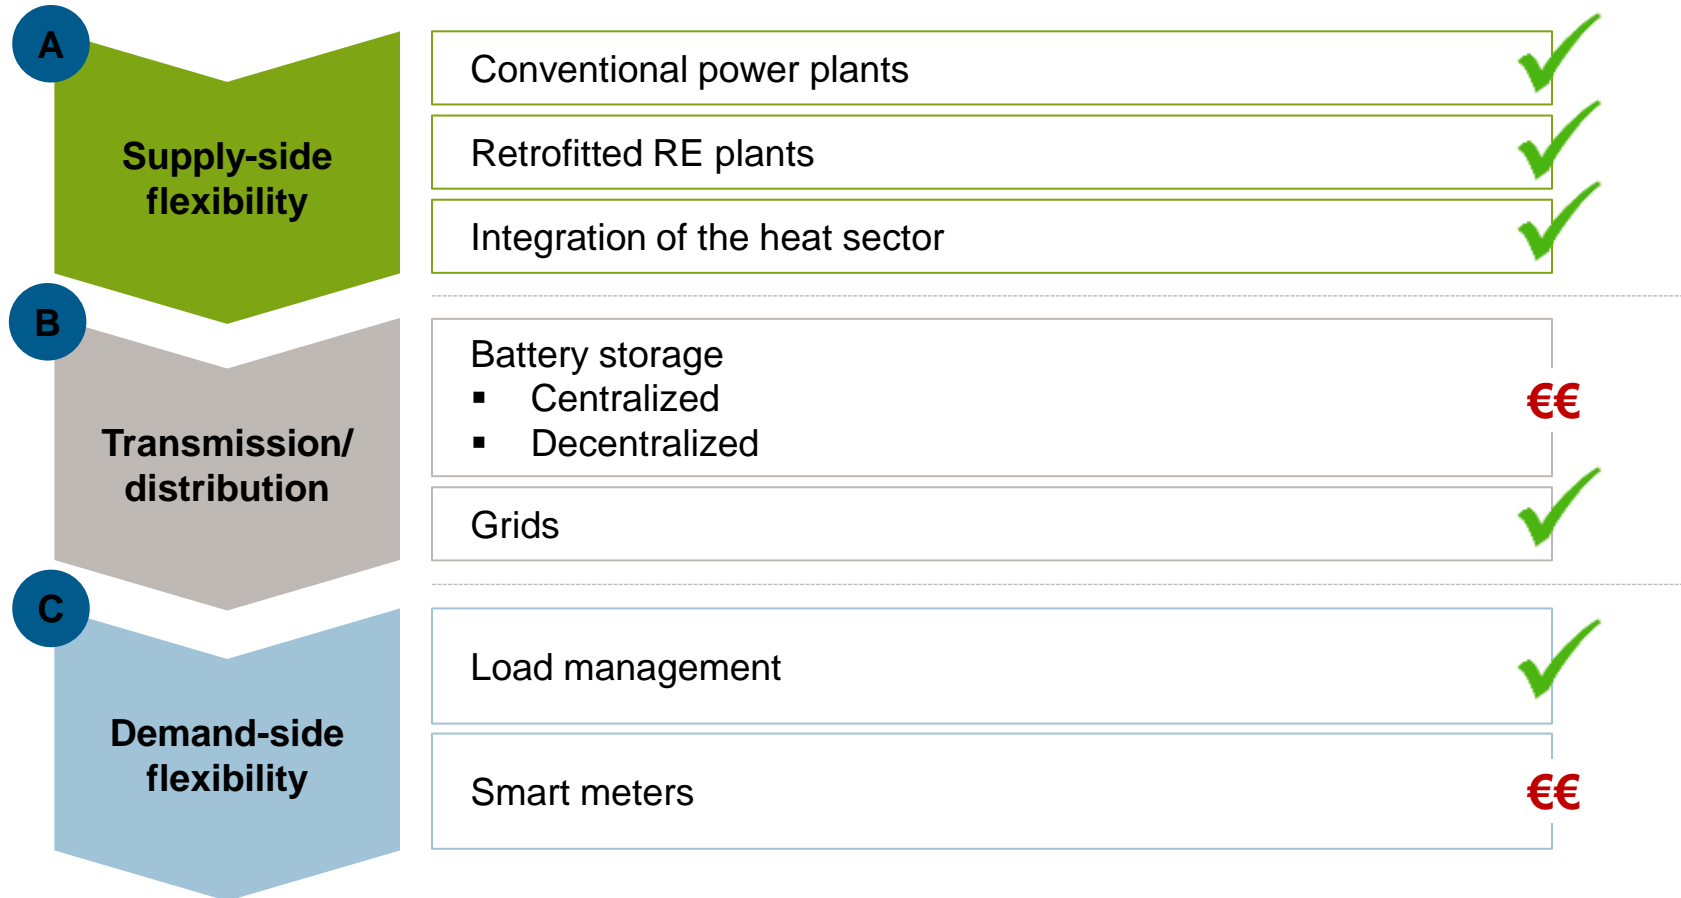 A
Supply-side
flexibility
Conventional power plants
Retrofitted RE plants
Integration of the heat sector
B
Transmission/
distribution
Battery storage
▪ Centralized
▪ Decentralized
€€
Grids
C
Demand-side
flexibility
Load management
Smart meters
€€